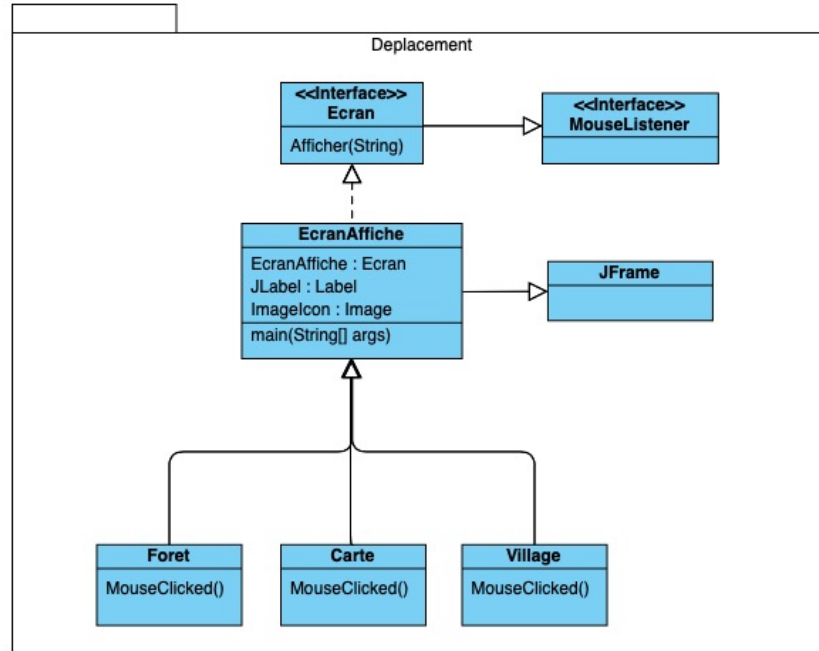 Deplacement
<<Interface>>
Ecran
Afficher(String)
<<Interface>>
MouseListener
EcranAffiche
EcranAffiche : Ecran
JLabel : Label
ImageIcon : Image
main(String[] args)
JFrame
Foret
MouseClicked()
Carte
MouseClicked()
Village
MouseClicked()